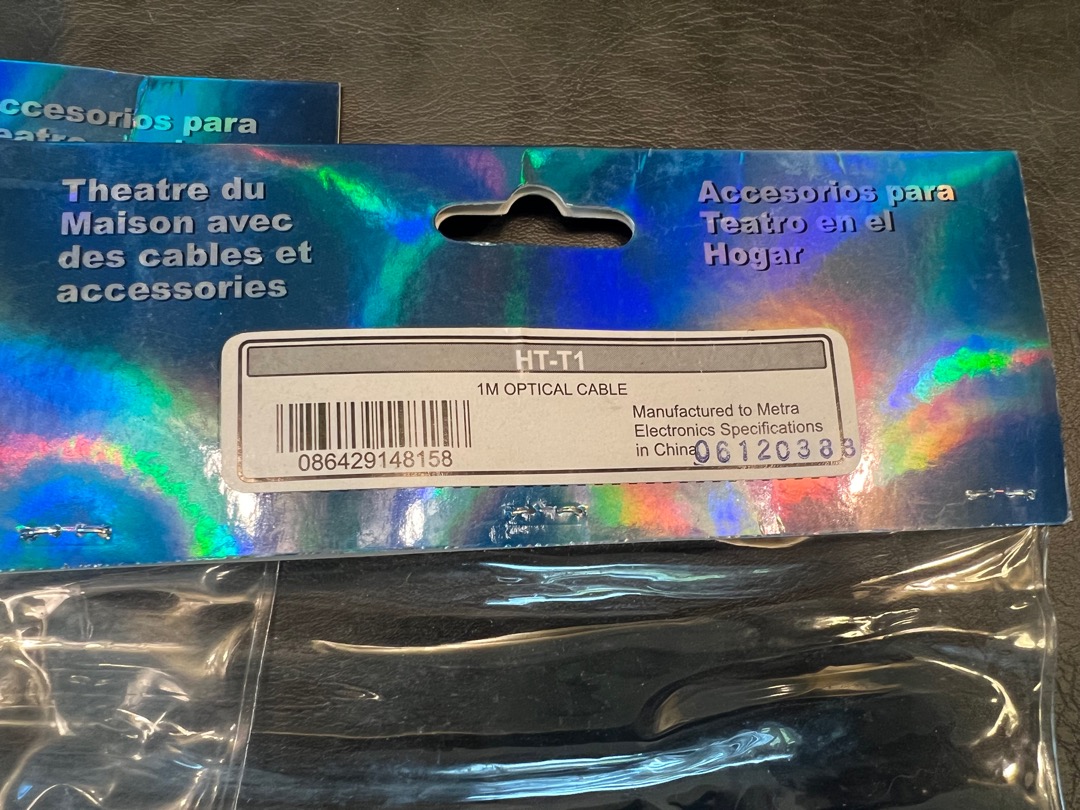 ccesorios para
Theatre du
Maison avec
des cables et
accessories
Accesorios para
Teatro en el
Hogar
HT-T1
1M OPTICAL CABLE
086429148158
Manufactured to Metra
Electronics Specifications
in China
06120388